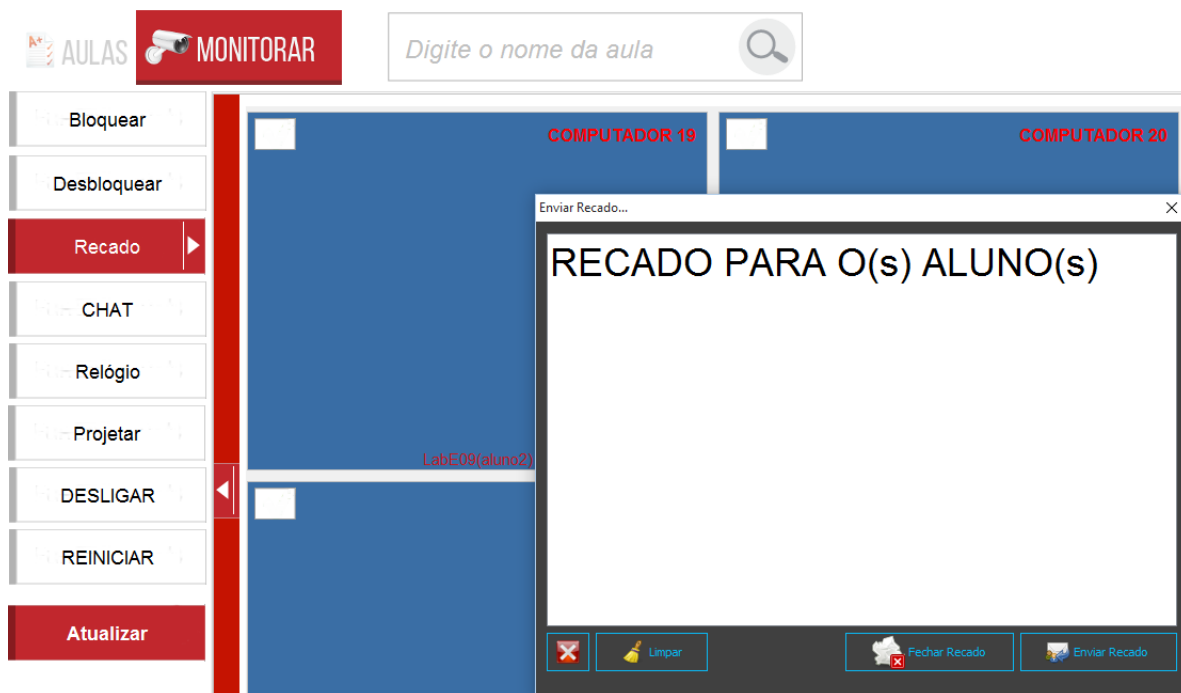 A+ AULAS
MONITORAR
Digite o nome da aula
Bloquear
Desbloquear
Recado
CHAT
Relógio
Projetar
DESLIGAR
REINICIAR
Atualizar
COMPUTADOR 19
COMPUTADOR 20
LabE09(aluno2)
Enviar Recado...
RECADO PARA O(s) ALUNO(s)
Limpar
Fechar Recado
Enviar Recado